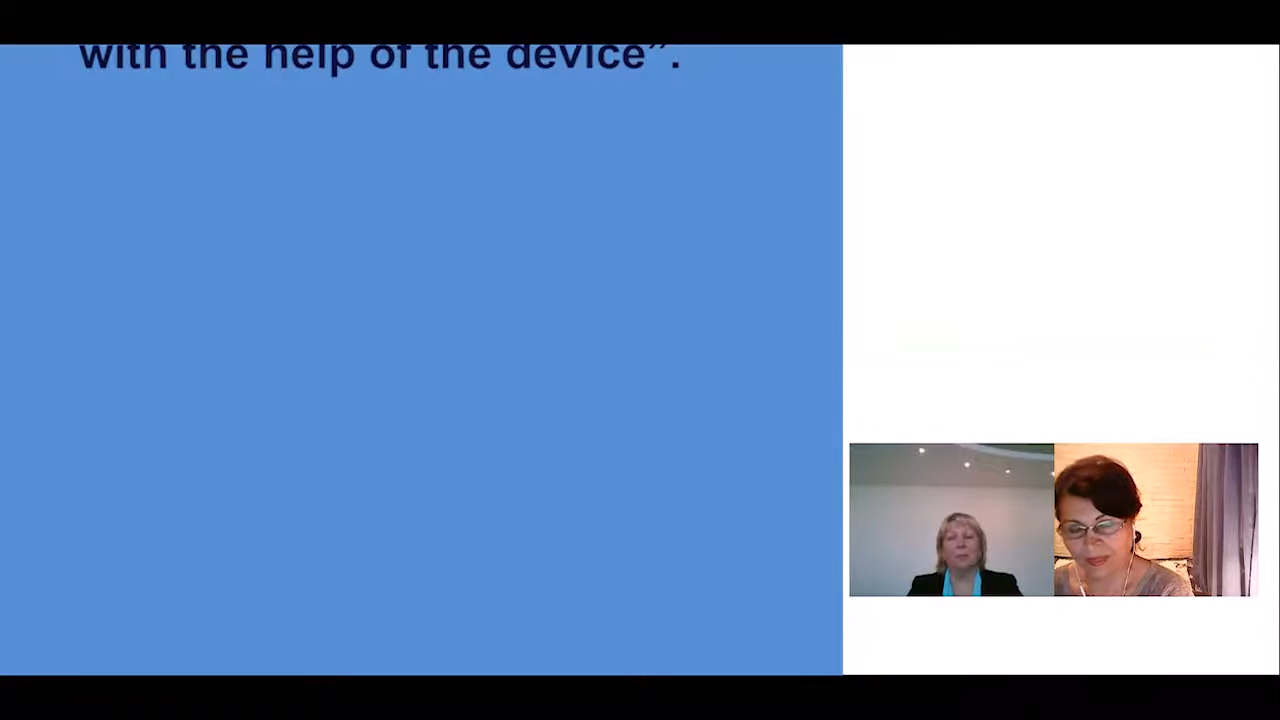 with the help of the device”.